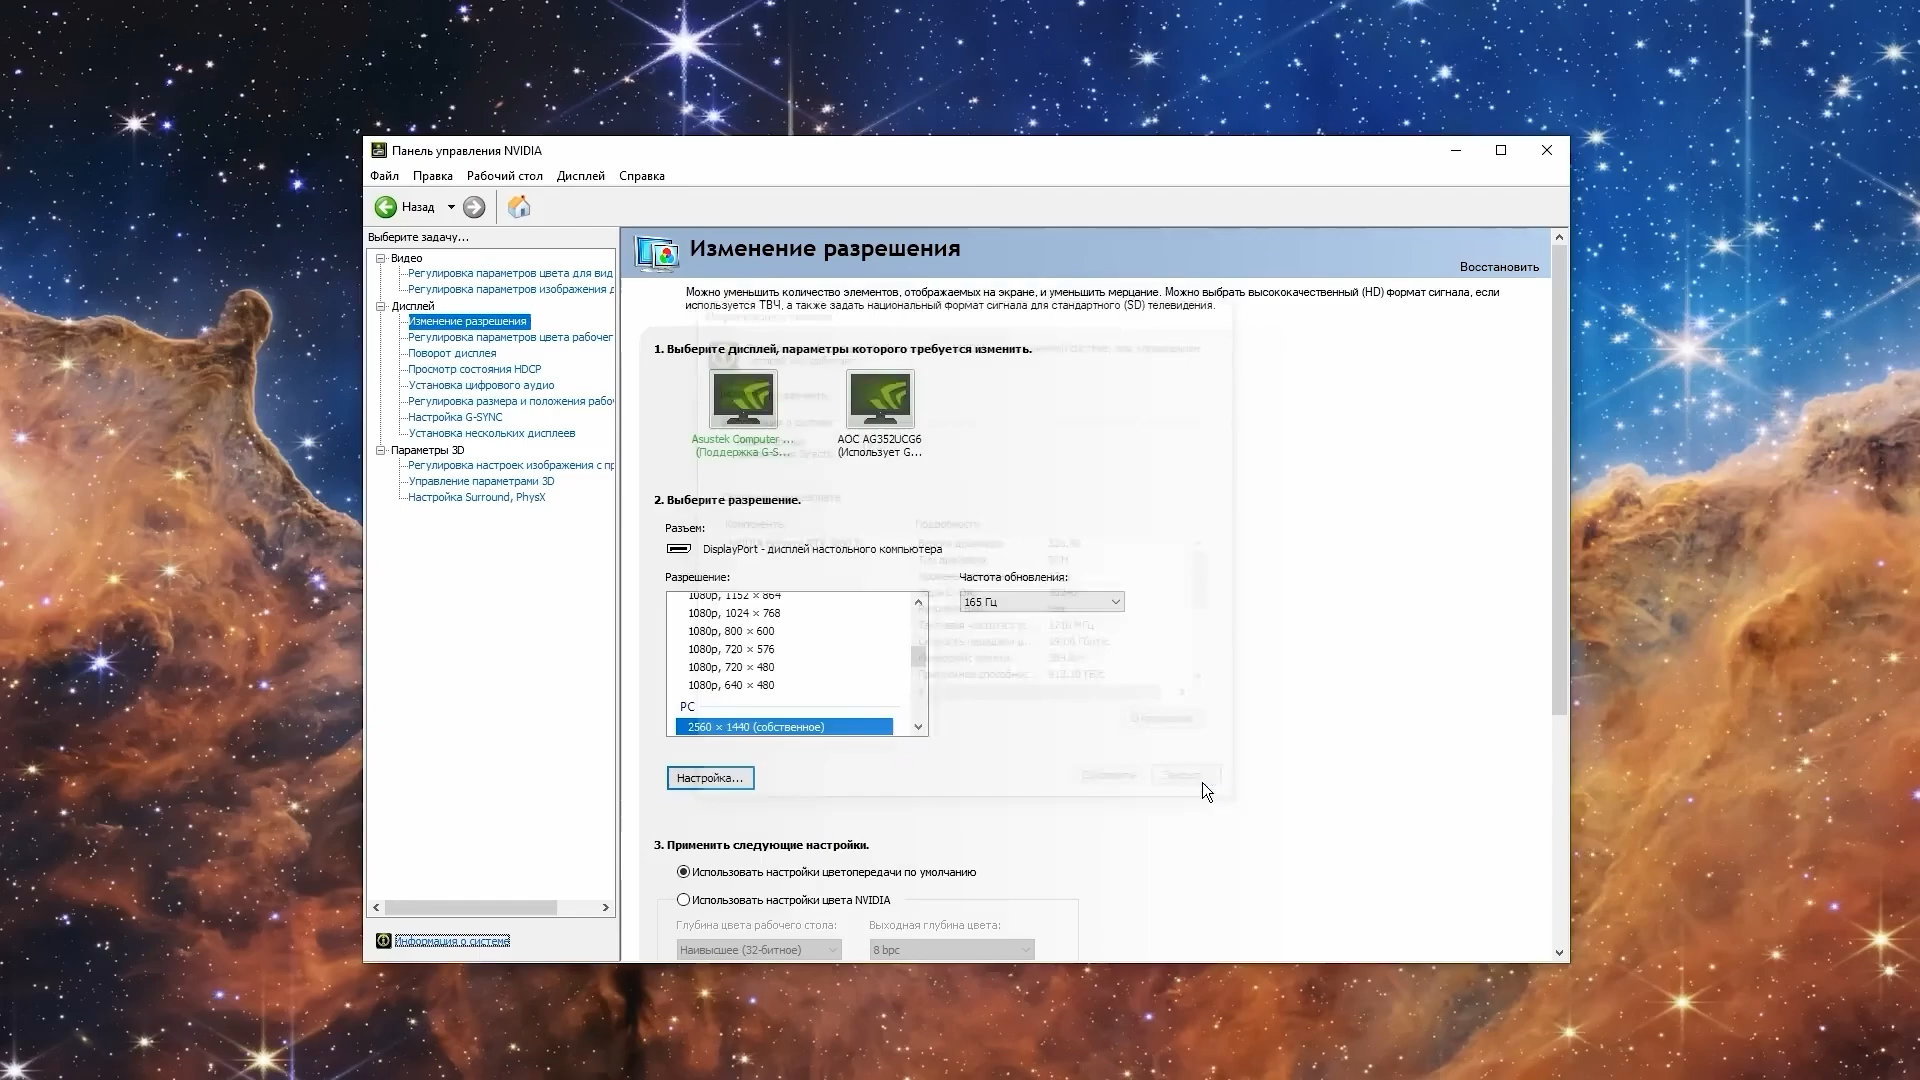 Панель управления NVIDIA
Файл Правка Рабочий стол Дисплей Справка
Назад
Выберите задачу...
Видео
Регулировка параметров цвета для вид
Регулировка параметров изображения д
Дисплей
Изменение разрешения
Регулировка параметров цвета рабочег
Поворот дисплея
Просмотр состояния HDCP
Установка цифрового аудио
Регулировка размера и положения рабо
Настройка G-SYNC
Установка нескольких дисплеев
Параметры 3D
Регулировка настроек изображения с пр
Управление параметрами 3D
Настройка Surround, PhysX
Информация о системе
Изменение разрешения
Восстановить
Можно уменьшить количество элементов, отображаемых на экране, и уменьшить мерцание. Можно выбрать высококачественный (HD) формат сигнала, если
используется ТВЧ, а также задать национальный формат сигнала для стандартного (SD) телевидения.
1. Выберите дисплей, параметры которого требуется изменить.
Asustek Computer ...
(Поддержка G-S...
AOC AG352UCG6
(Использует G...
2. Выберите разрешение.
Разъем:
DisplayPort - дисплей настольного компьютера
Разрешение:
1080p, 1152 × 864
1080p, 1024 × 768
1080p, 800 × 600
1080p, 720 × 576
1080p, 720 × 480
1080p, 640 × 480
PC
2560 × 1440 (собственное)
Частота обновления:
165 Гц
Настройка...
3. Применить следующие настройки.
Использовать настройки цветопередачи по умолчанию
Использовать настройки цвета NVIDIA
Глубина цвета рабочего стола:
Выходная глубина цвета:
Наивысшее (32-битное)
8 bpc